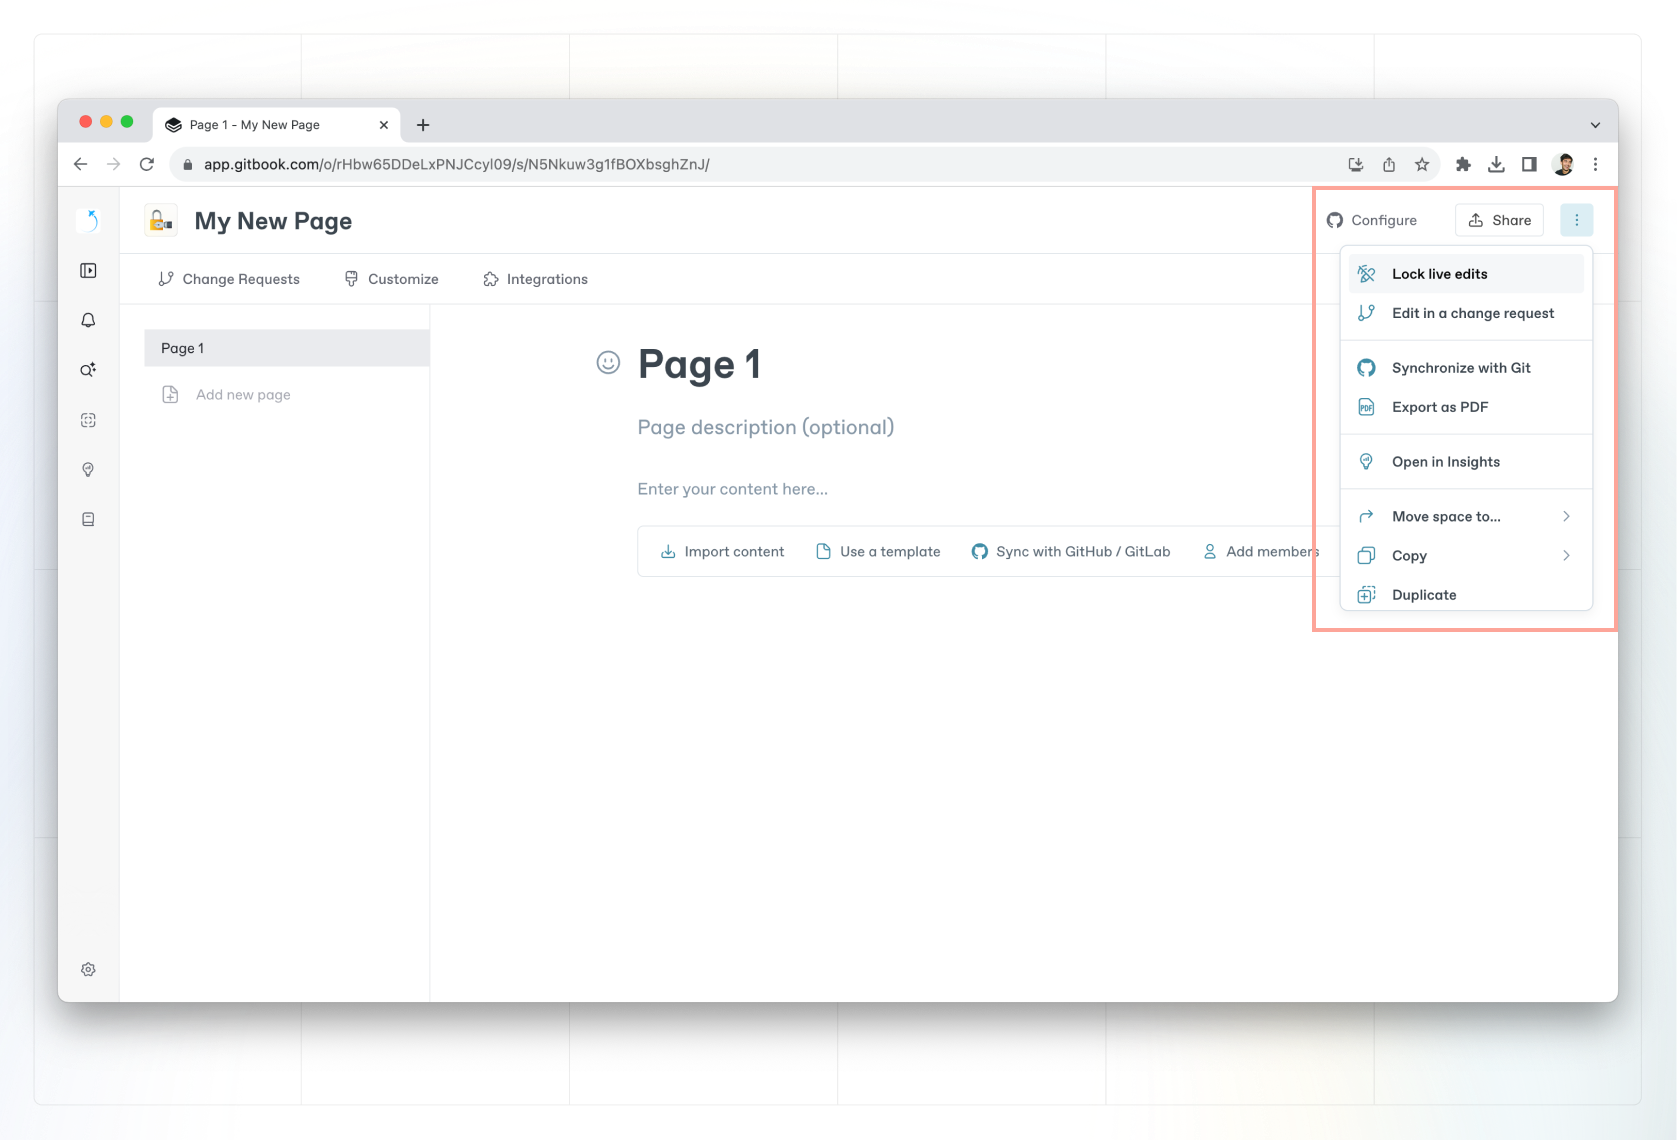 Page 1 - My New Page
app.gitbook.com/o/rHbw65DDeLxPNJCcyI09/s/N5Nkuw3g1fBOXbsghZnJ/
My New Page
Configure
Share
Change Requests
Customize
Integrations
Page 1
Add new page
Page 1
Page description (optional)
Enter your content here...
Import content
Use a template
Sync with GitHub / GitLab
Add members
Lock live edits
Edit in a change request
Synchronize with Git
PDF
Export as PDF
Open in Insights
Move space to...
Copy
Duplicate